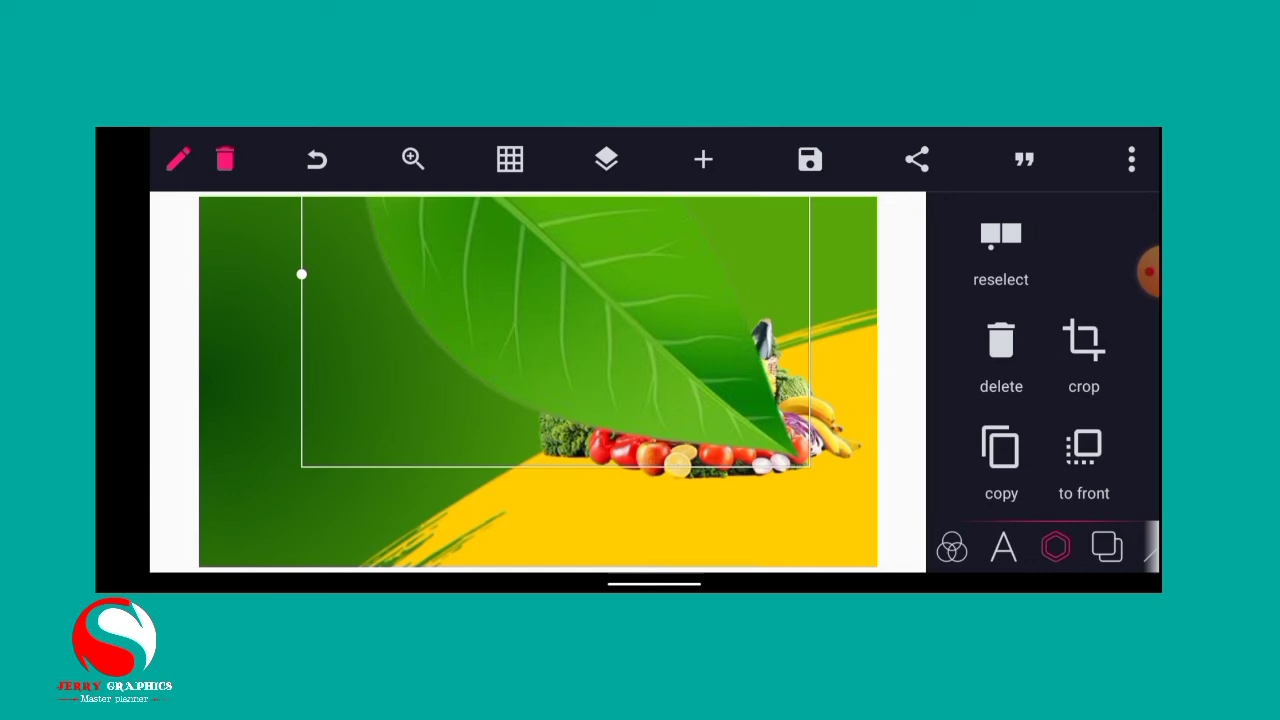 reselect
delete crop
copy to front
JERRY GRAPHICS
Master planner